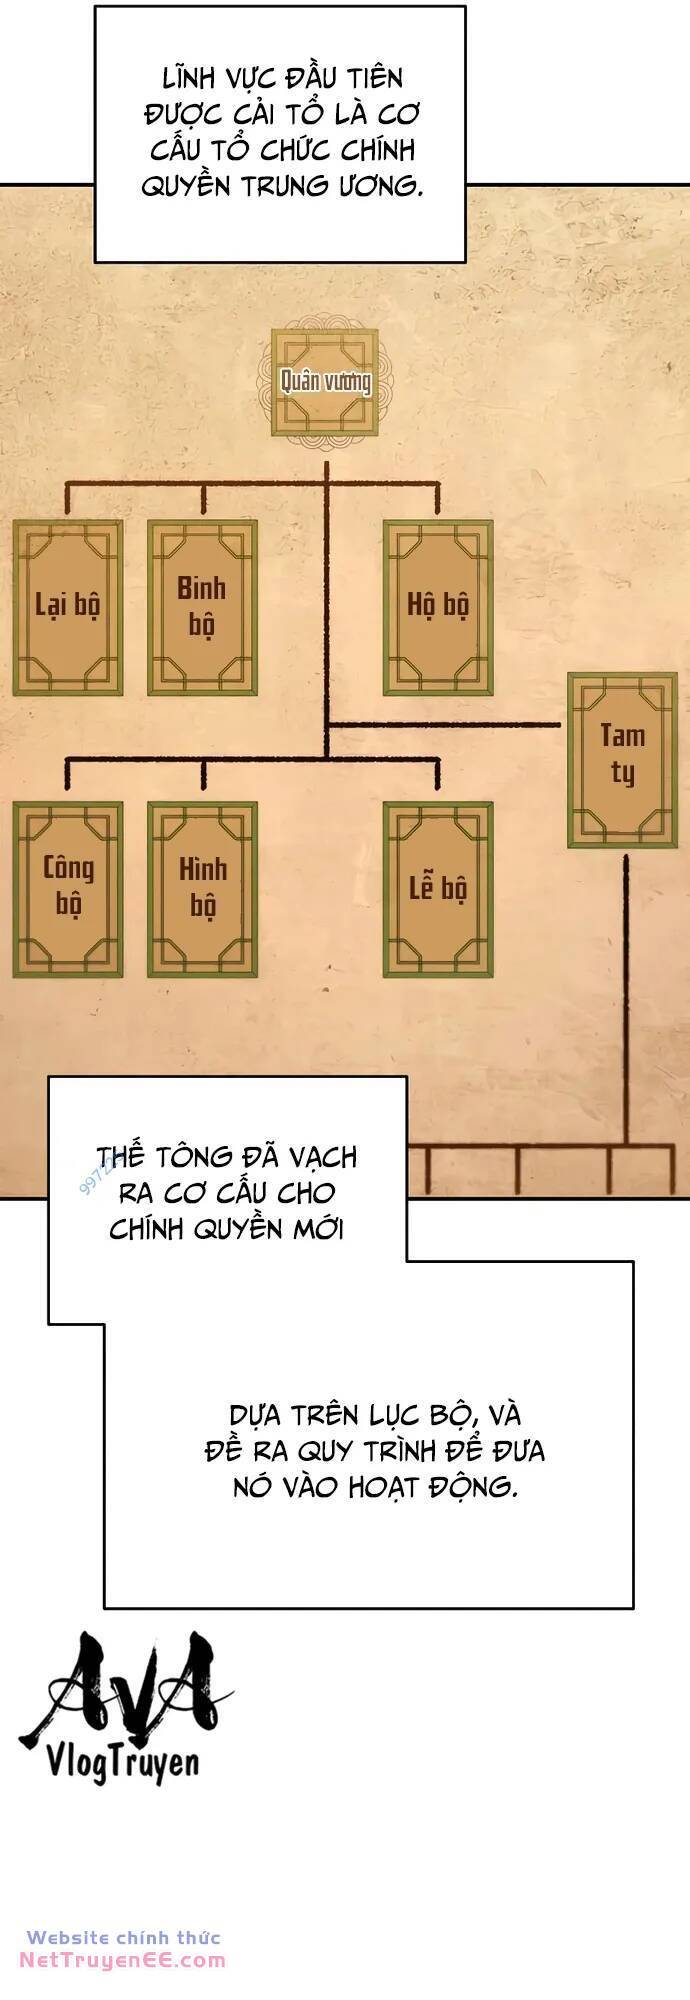 LĨNH VỰC ĐẦU TIÊN
ĐƯỢC CẢI TỔ LÀ CƠ
CẤU TỔ CHỨC CHÍNH
QUYỀN TRUNG ƯƠNG.
Quân vương
Lại bộ
Binh
bộ
Hộ bộ
Tam
ty
Công
bộ
Hình
bộ
Lễ bộ
THẾ TÔNG ĐÃ VẠCH
RA CƠ CẤU CHO
CHÍNH QUYỀN MỚI
DỰA TRÊN LỤC BỘ, VÀ
ĐỀ RA QUY TRÌNH ĐỂ ĐƯA
NÓ VÀO HOẠT ĐỘNG.
AVA
VlogTruyen
Website chính thức
NetTruyenEE.com